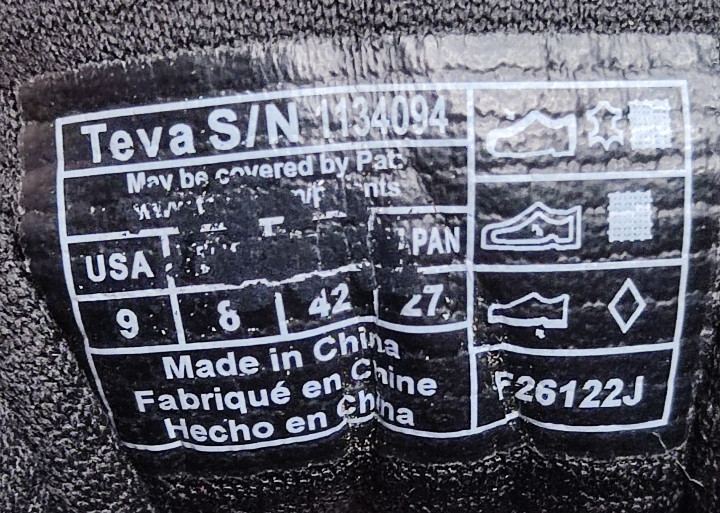 Teva S/N 1134094
May be covered by Pat:
USA
9 8 42 27
Made in China
Fabriqué en Chine
Hecho en China
F26122J